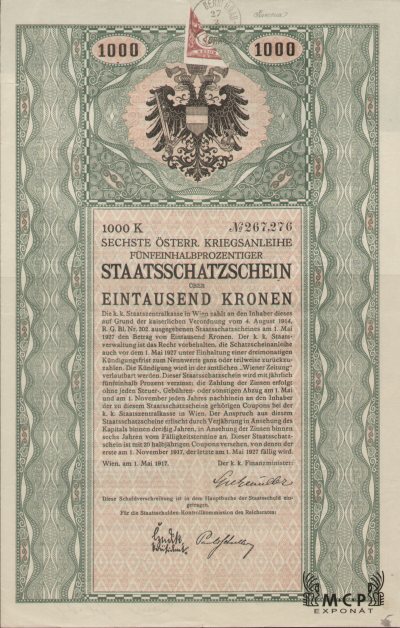 1000 1000
1000 K № 267,276
SECHSTE ÖSTERR. KRIEGSANLEIHE
FÜNFEINHALBPROZENTIGER
STAATSSCHATZSCHEIN
ÜBER
EINTAUSEND KRONEN
Die k. k. Staatszentralkasse in Wien zahlt an den Inhaber dieses
auf Grund der kaiserlichen Verordnung vom 4. August 1914,
R. G. Bl. Nr. 202, ausgegebenen Staatsschatzscheines am 1. Mai
1927 den Betrag von Eintausend Kronen. Der k. k. Staats-
verwaltung ist das Recht vorbehalten, die Schatzscheinanleihe
auch vor dem 1. Mai 1927 unter Einhaltung einer dreimonatigen
Kündigungsfrist zum Nennwerte ganz oder teilweise zurückzu-
zahlen. Die Kündigung wird in der amtlichen „Wiener Zeitung"
verlautbart werden. Dieser Staatsschatzschein wird mit jährlich
fünfeinhalb Prozent verzinst; die Zahlung der Zinsen erfolgt
ohne jeden Steuer-, Gebühren- oder sonstigen Abzug am 1. Mai
und am 1. November jeden Jahres nachhinein an den Inhaber
der zu diesem Staatsschatzscheine gehörigen Coupons bei der
k. k. Staatszentralkasse in Wien. Der Anspruch aus diesem
Staatsschatzscheine erlischt durch Verjährung in Ansehung des
Kapitals binnen dreißig Jahren, in Ansehung der Zinsen binnen
sechs Jahren vom Fälligkeitstermine an. Dieser Staatsschatz-
schein ist mit 20 halbjährigen Coupons versehen, von denen der
erste am 1. November 1917, der letzte am 1. Mai 1927 fällig wird.
Wien, am 1. Mai 1917. Der k. k. Finanzminister:
Diese Schuldverschreibung ist in dem Hauptbuche der Staatsschuld ein-
getragen.
Für die Staatsschulden-Kontrollkommission des Reichsrates:
MCP
EXPONÁT